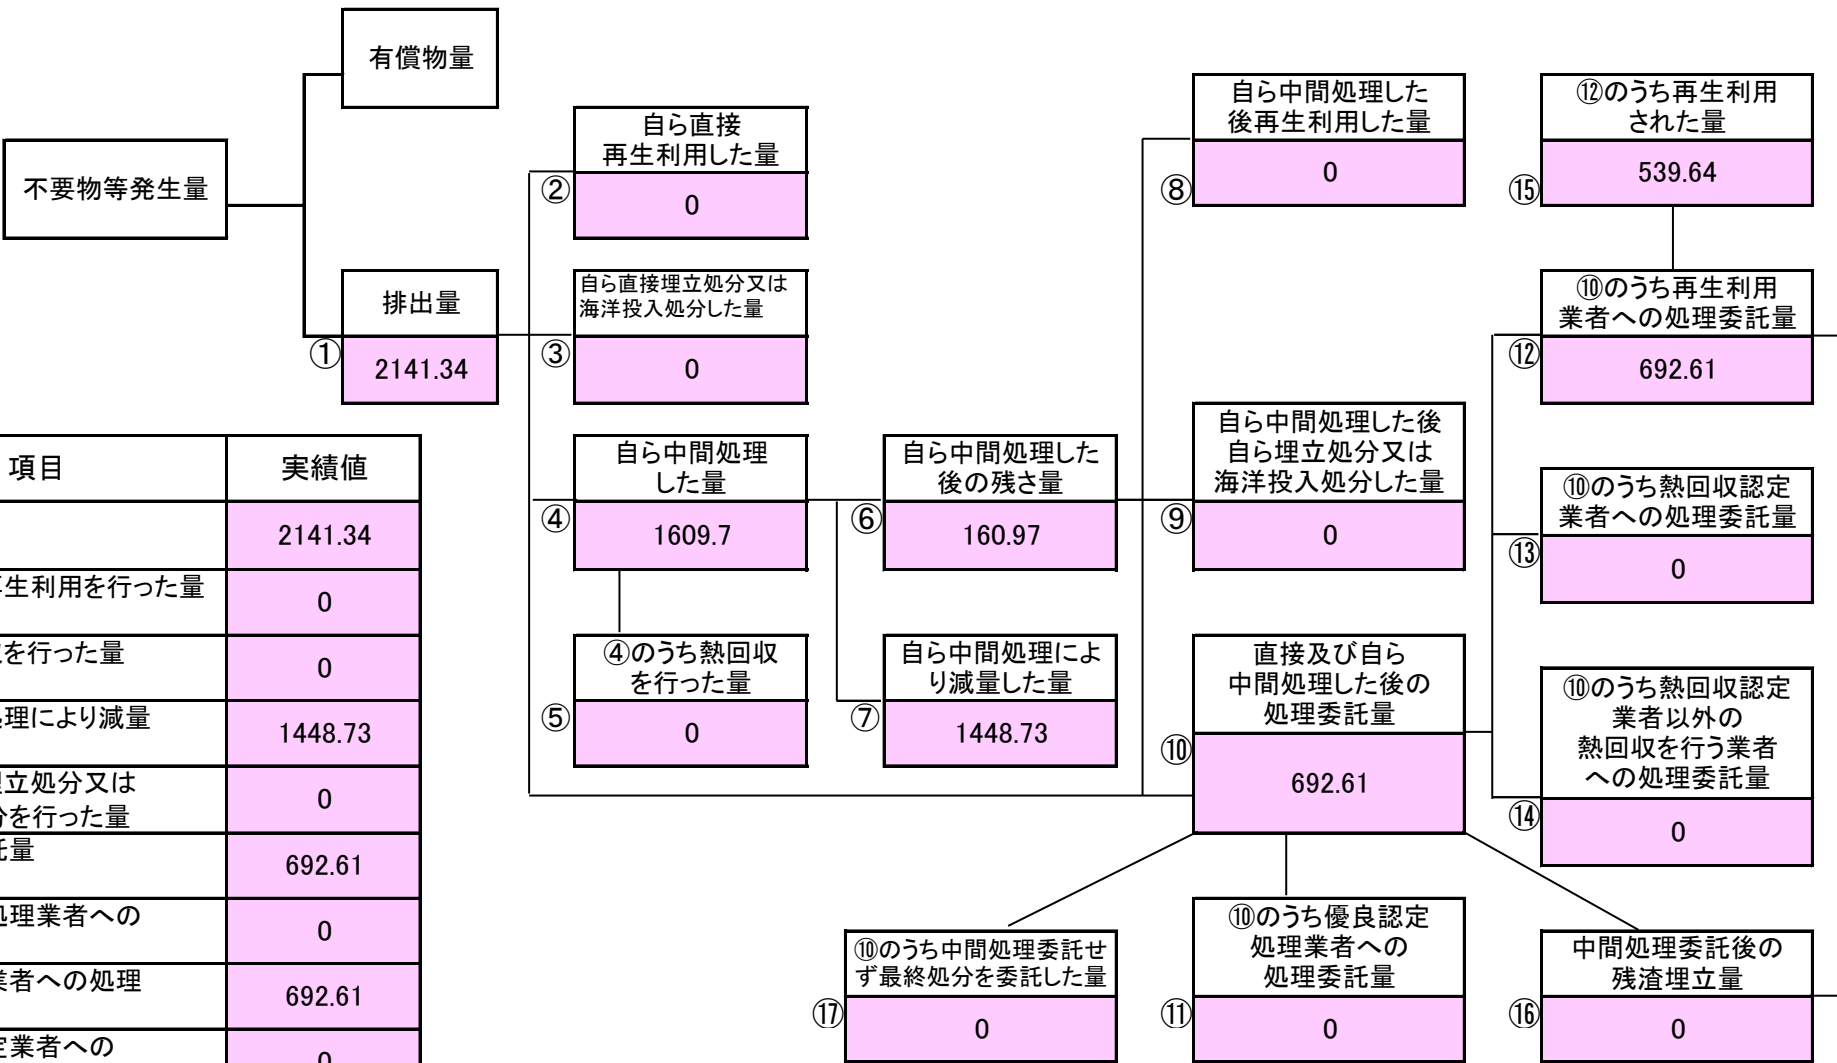 有償物量
不要物等発生量
排出量
①
2141.34
自ら直接
再生利用した量
②
0
自ら直接埋立処分又は
海洋投入処分した量
③
0
自ら中間処理
した量
④
1609.7
④のうち熱回収
を行った量
⑤
0
自ら中間処理した
後の残さ量
⑥
160.97
自ら中間処理によ
り減量した量
⑦
1448.73
自ら中間処理した
後再生利用した量
⑧
0
自ら中間処理した後
自ら埋立処分又は
海洋投入処分した量
⑨
0
直接及び自ら
中間処理した後の
処理委託量
⑩
692.61
⑫のうち再生利用
された量
⑮
539.64
⑩のうち再生利用
業者への処理委託量
⑫
692.61
⑩のうち熱回収認定
業者への処理委託量
⑬
0
⑩のうち熱回収認定
業者以外の
熱回収を行う業者
への処理委託量
⑭
0
⑩のうち中間処理委託せ
ず最終処分を委託した量
⑰
0
⑩のうち優良認定
処理業者への
処理委託量
⑪
0
中間処理委託後の
残渣埋立量
⑯
0
項目 実績値
2141.34
生利用を行った量
0
を行った量
0
理により減量
1448.73
立処分又は
を行った量
0
量
692.61
処理業者への
0
業者への処理
692.61
業者への
0